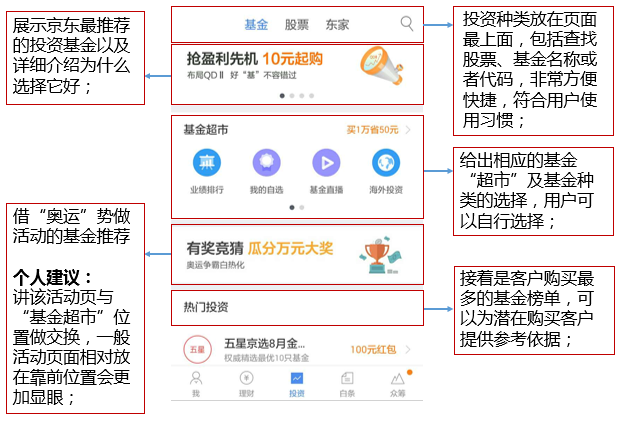 展示京东最推荐
的投资基金以及
详细介绍为什么
选择它好；
基金 股票 东家
抢盈利先机 10元起购
布局QDⅡ 好“基”不容错过
投资种类放在页面
最上面，包括查找
股票、基金名称或
者代码，非常方便
快捷，符合用户使
用习惯；
基金超市 买1万省50元
业绩排行 我的自选 基金直播 海外投资
给出相应的基金
“超市”及基金种
类的选择，用户可
以自行选择；
借“奥运”势做
活动的基金推荐
个人建议：
讲该活动页与
“基金超市”位
置做交换，一般
活动页面相对放
在靠前位置会更
加显眼；
有奖竞猜 瓜分万元大奖
奥运争霸白热化
热门投资
接着是客户购买最
多的基金榜单，可
以为潜在购买客户
提供参考依据；
五星
五星京选8月金...
权威精选最优10只基金
100元红包
我 理财 投资 白条 众筹